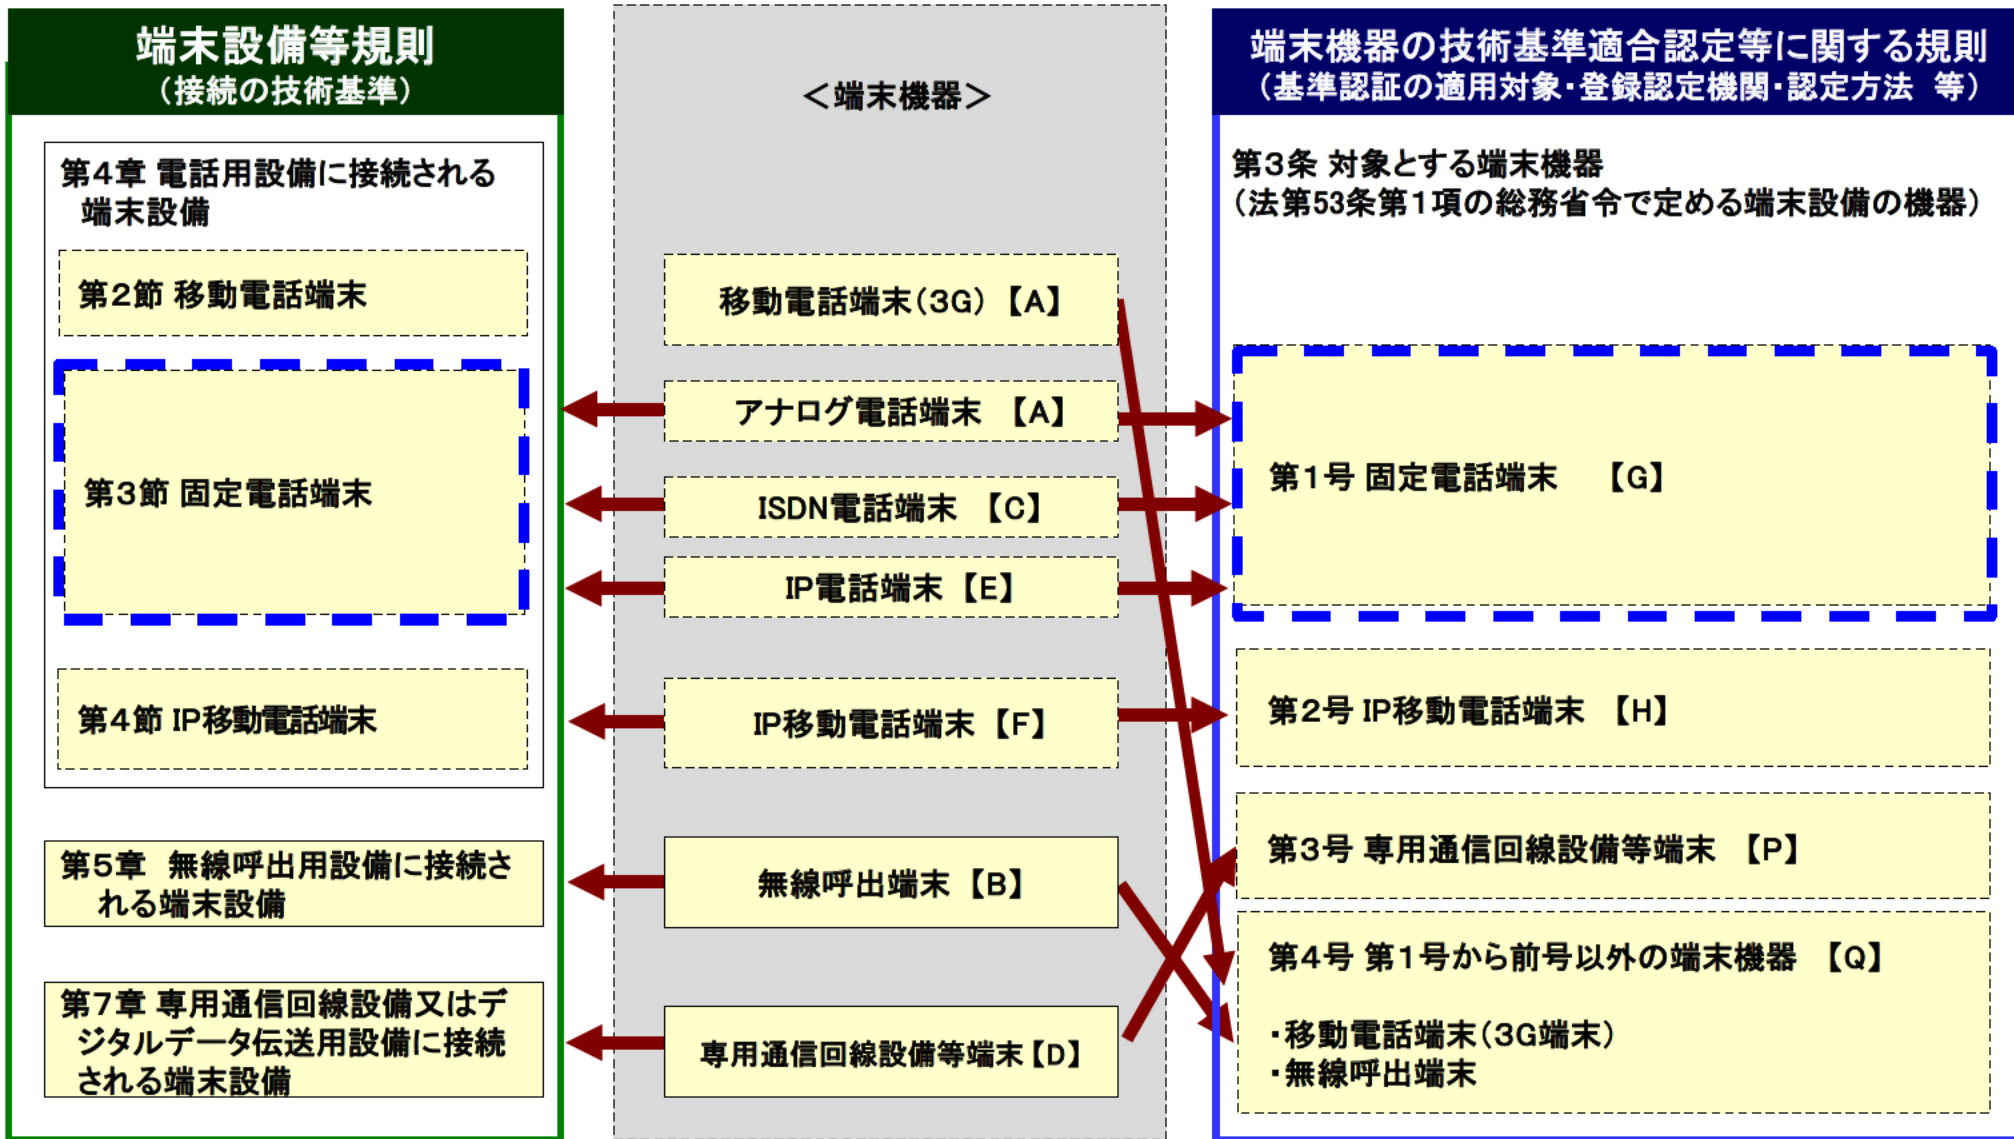 端末設備等規則
（接続の技術基準）
第4章 電話用設備に接続される
端末設備
第2節 移動電話端末
第3節 固定電話端末
第4節 IP移動電話端末
第5章 無線呼出用設備に接続さ
れる端末設備
第7章 専用通信回線設備又はデ
ジタルデータ伝送用設備に接続
される端末設備
＜端末機器＞
移動電話端末（3G）【A】
アナログ電話端末 【A】
ISDN電話端末 【C】
IP電話端末 【E】
IP移動電話端末 【F】
無線呼出端末 【B】
専用通信回線設備等端末【D】
端末機器の技術基準適合認定等に関する規則
（基準認証の適用対象・登録認定機関・認定方法 等）
第3条 対象とする端末機器
（法第53条第1項の総務省令で定める端末設備の機器）
第1号 固定電話端末 【G】
第2号 IP移動電話端末 【H】
第3号 専用通信回線設備等端末 【P】
第4号 第1号から前号以外の端末機器 【Q】
・移動電話端末（3G端末）
・無線呼出端末